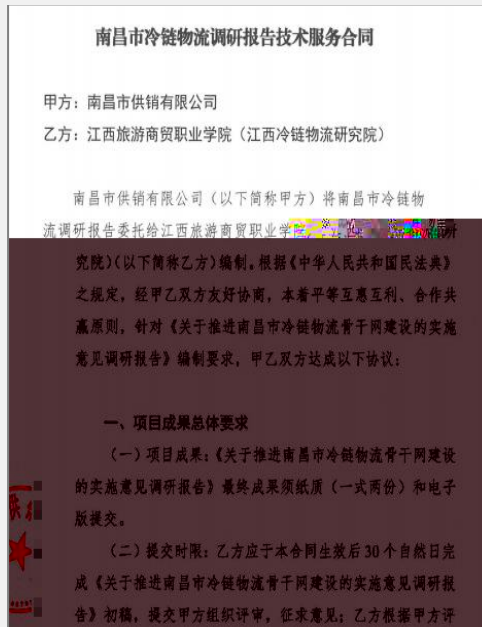 南昌市冷链物流调研报告技术服务合同
甲方：南昌市供销有限公司
乙方：江西旅游商贸职业学院（江西冷链物流研究院）
南昌市供销有限公司（以下简称甲方）将南昌市冷链物
流调研报告委托给江西旅游商贸职业学
究院）（以下简称乙方）编制。根据《中华人民共和国民法典》
之规定，经甲乙双方友好协商，本着平等互惠互利、合作共
赢原则，针对《关于推进南昌市冷链物流骨干网建设的实施
意见调研报告》编制要求，甲乙双方达成以下协议：
一、项目成果总体要求
（一）项目成果：《关于推进南昌市冷链物流骨干网建设
的实施意见调研报告》最终成果须纸质（一式两份）和电子
版提交。
（二）提交时限：乙方应于本合同生效后30个自然日完
成《关于推进南昌市冷链物流骨干网建设的实施意见调研报
告》初稿，提交甲方组织评审，征求意见；乙方根据甲方评